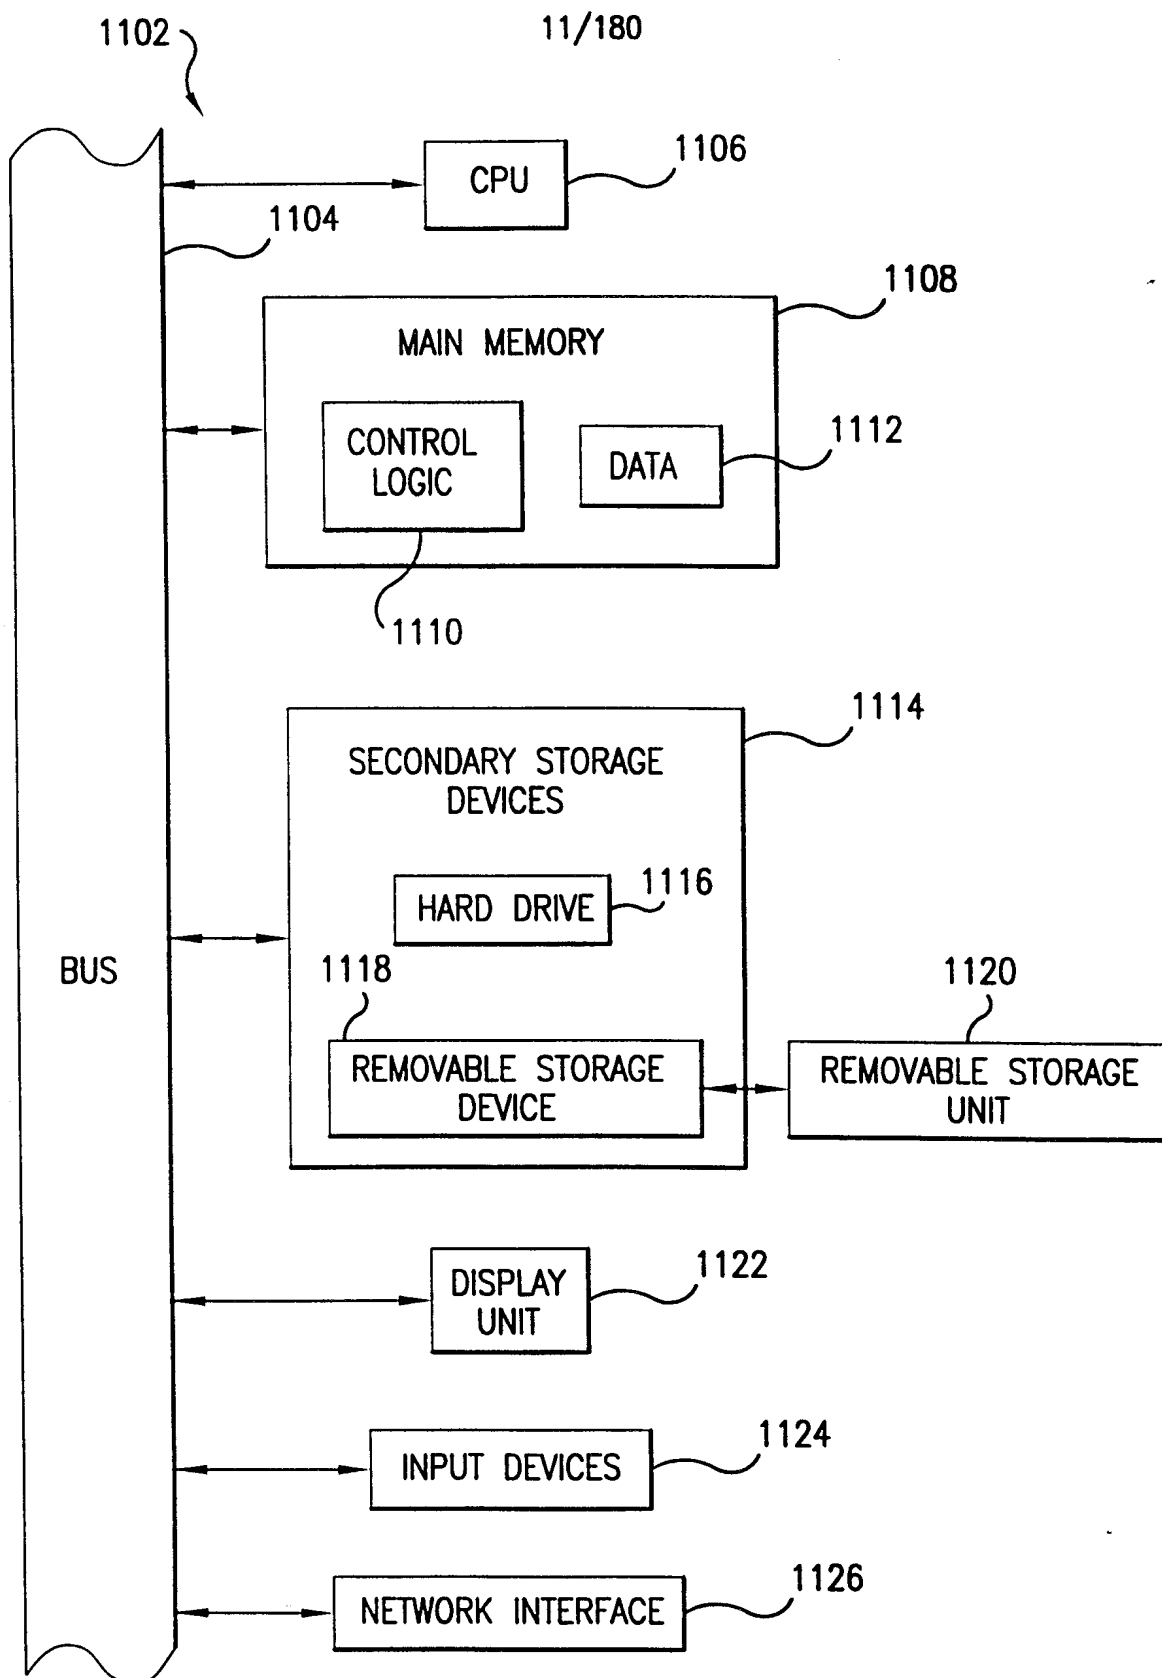 11/180
1102
CPU
1106
1104
1108
MAIN MEMORY
CONTROL
LOGIC
DATA
1112
1110
1114
SECONDARY STORAGE
DEVICES
HARD DRIVE
1116
BUS
1118
1120
REMOVABLE STORAGE
DEVICE
REMOVABLE STORAGE
UNIT
DISPLAY
UNIT
1122
INPUT DEVICES
1124
NETWORK INTERFACE
1126